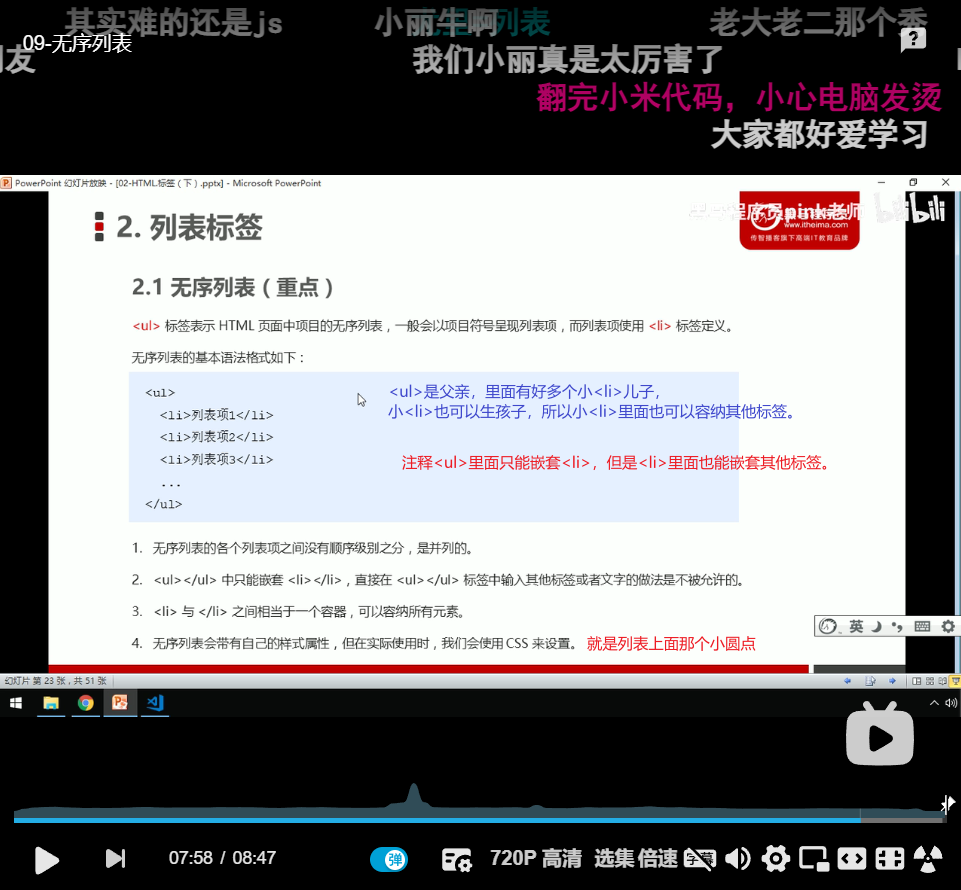 其实难的还是js
小丽牛啊
列表
老大老二那个秃
09-无序列表
朋友
我们小丽真是太厉害了
翻完小米代码，小心电脑发烫
大家都好爱学习
PowerPoint 幻灯片放映 - [02-HTML标签（下）.pptx] - Microsoft PowerPoint
2. 列表标签
黑马程序员pink老师
bilibili
www.itheima.com
传智播客旗下高端IT教育品牌
2.1 无序列表（重点）
<ul> 标签表示 HTML 页面中项目的无序列表，一般会以项目符号呈现列表项，而列表项使用 <li> 标签定义。
无序列表的基本语法格式如下：
<ul>
<li>列表项1</li>
<li>列表项2</li>
<li>列表项3</li>
...
</ul>
<ul>是父亲，里面有好多个小<li>儿子，
小<li>也可以生孩子，所以小<li>里面也可以容纳其他标签。
注释<ul>里面只能嵌套<li>，但是<li>里面也能嵌套其他标签。
1. 无序列表的各个列表项之间没有顺序级别之分，是并列的。
2. <ul></ul> 中只能嵌套 <li></li>，直接在 <ul></ul> 标签中输入其他标签或者文字的做法是不被允许的。
3. <li> 与 </li> 之间相当于一个容器，可以容纳所有元素。
4. 无序列表会带有自己的样式属性，但在实际使用时，我们会使用 CSS 来设置。 就是列表上面那个小圆点
英
幻灯片 第 23 张，共 51 张
07:58 / 08:47
弹
720P 高清
选集
倍速
字幕